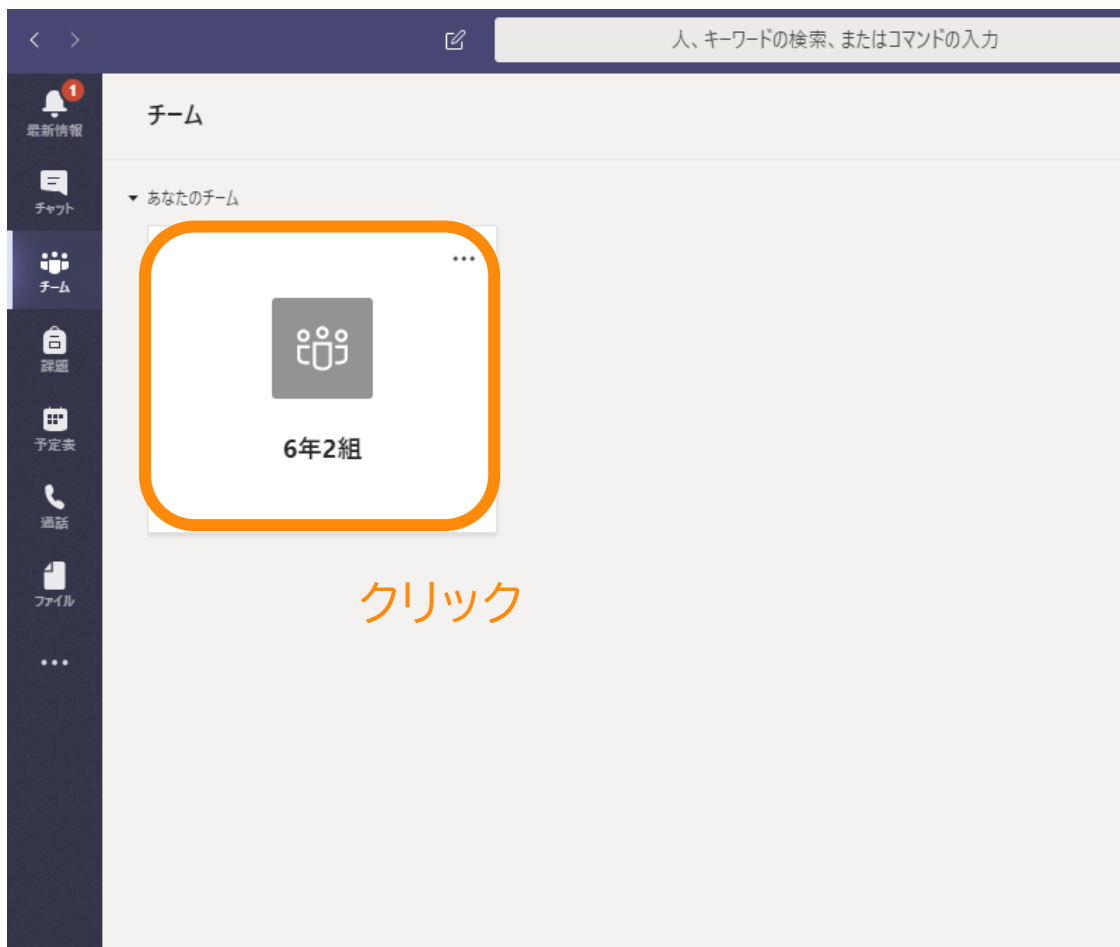 人、キーワードの検索、またはコマンドの入力
1
最新情報
チーム
チャット
あなたのチーム
チーム
課題
6年2組
予定表
通話
ファイル
クリック